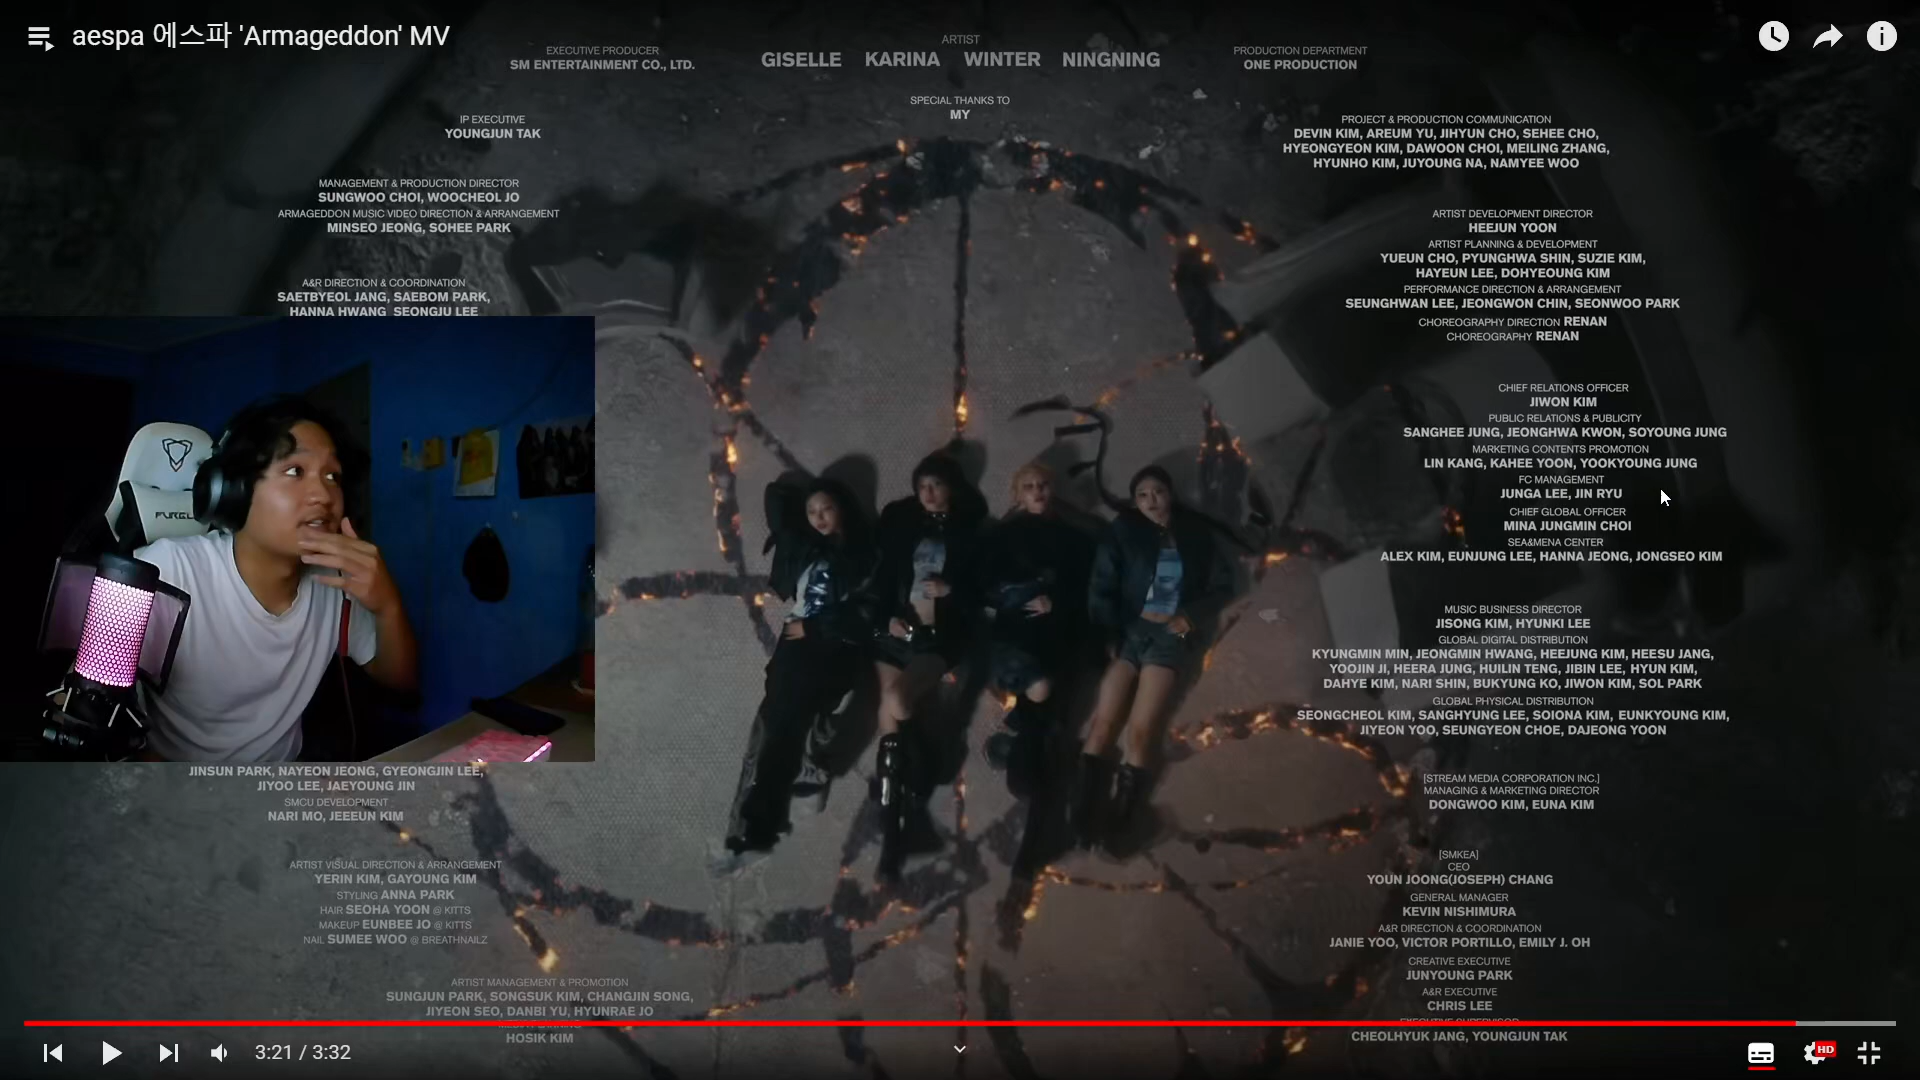 aespa 에스파 'Armageddon' MV
EXECUTIVE PRODUCER
SM ENTERTAINMENT CO., LTD.
ARTIST
GISELLE KARINA WINTER NINGNING
PRODUCTION DEPARTMENT
ONE PRODUCTION
SPECIAL THANKS TO
MY
IP EXECUTIVE
YOUNGJUN TAK
MANAGEMENT & PRODUCTION DIRECTOR
SUNGWOO CHOI, WOOCHEOL JO
ARMAGEDDON MUSIC VIDEO DIRECTION & ARRANGEMENT
MINSEO JEONG, SOHEE PARK
A&R DIRECTION & COORDINATION
SAETBYEOL JANG, SAEBOM PARK,
HANNA HWANG, SEONGJU LEE
JINSUN PARK, NAYEON JEONG, GYEONGJIN LEE,
JIYOO LEE, JAEYOUNG JIN
SMCU DEVELOPMENT
NARI MO, JEEEUN KIM
ARTIST VISUAL DIRECTION & ARRANGEMENT
YERIN KIM, GAYOUNG KIM
STYLING ANNA PARK
HAIR SEOHA YOON @ KITTS
MAKEUP EUNBEE JO @ KITTS
NAIL SUMEE WOO @ BREATHNAILZ
ARTIST MANAGEMENT & PROMOTION
SUNGJUN PARK, SONGSUK KIM, CHANGJIN SONG,
JIYEON SEO, DANBI YU, HYUNRAE JO
HOSIK KIM
PROJECT & PRODUCTION COMMUNICATION
DEVIN KIM, AREUM YU, JIHYUN CHO, SEHEE CHO,
HYEONGYEON KIM, DAWOON CHOI, MEILING ZHANG,
HYUNHO KIM, JUYOUNG NA, NAMYEE WOO
ARTIST DEVELOPMENT DIRECTOR
HEEJUN YOON
ARTIST PLANNING & DEVELOPMENT
YUEUN CHO, PYUNGHWA SHIN, SUZIE KIM,
HAYEUN LEE, DOHYEOUNG KIM
PERFORMANCE DIRECTION & ARRANGEMENT
SEUNGHWAN LEE, JEONGWON CHIN, SEONWOO PARK
CHOREOGRAPHY DIRECTION RENAN
CHOREOGRAPHY RENAN
CHIEF RELATIONS OFFICER
JIWON KIM
PUBLIC RELATIONS & PUBLICITY
SANGHEE JUNG, JEONGHWA KWON, SOYOUNG JUNG
MARKETING CONTENTS PROMOTION
LIN KANG, KAHEE YOON, YOOKYOUNG JUNG
FC MANAGEMENT
JUNGA LEE, JIN RYU
CHIEF GLOBAL OFFICER
MINA JUNGMIN CHOI
SEA&MENA CENTER
ALEX KIM, EUNJUNG LEE, HANNA JEONG, JONGSEO KIM
MUSIC BUSINESS DIRECTOR
JISONG KIM, HYUNKI LEE
GLOBAL DIGITAL DISTRIBUTION
KYUNGMIN MIN, JEONGMIN HWANG, HEEJUNG KIM, HEESU JANG,
YOOJIN JI, HEERA JUNG, HUILIN TENG, JIBIN LEE, HYUN KIM,
DAHYE KIM, NARI SHIN, BUKYUNG KO, JIWON KIM, SOL PARK
GLOBAL PHYSICAL DISTRIBUTION
SEONGCHEOL KIM, SANGHYUNG LEE, SOIONA KIM, EUNKYOUNG KIM,
JIYEON YOO, SEUNGYEON CHOE, DAJEONG YOON
[STREAM MEDIA CORPORATION INC.]
MANAGING & MARKETING DIRECTOR
DONGWOO KIM, EUNA KIM
[SMKEA]
CEO
YOUN JOONG(JOSEPH) CHANG
GENERAL MANAGER
KEVIN NISHIMURA
A&R DIRECTION & COORDINATION
JANIE YOO, VICTOR PORTILLO, EMILY J. OH
CREATIVE EXECUTIVE
JUNYOUNG PARK
A&R EXECUTIVE
CHRIS LEE
EXECUTIVE SUPERVISOR
CHEOLHYUK JANG, YOUNGJUN TAK
3:21 / 3:32
HD